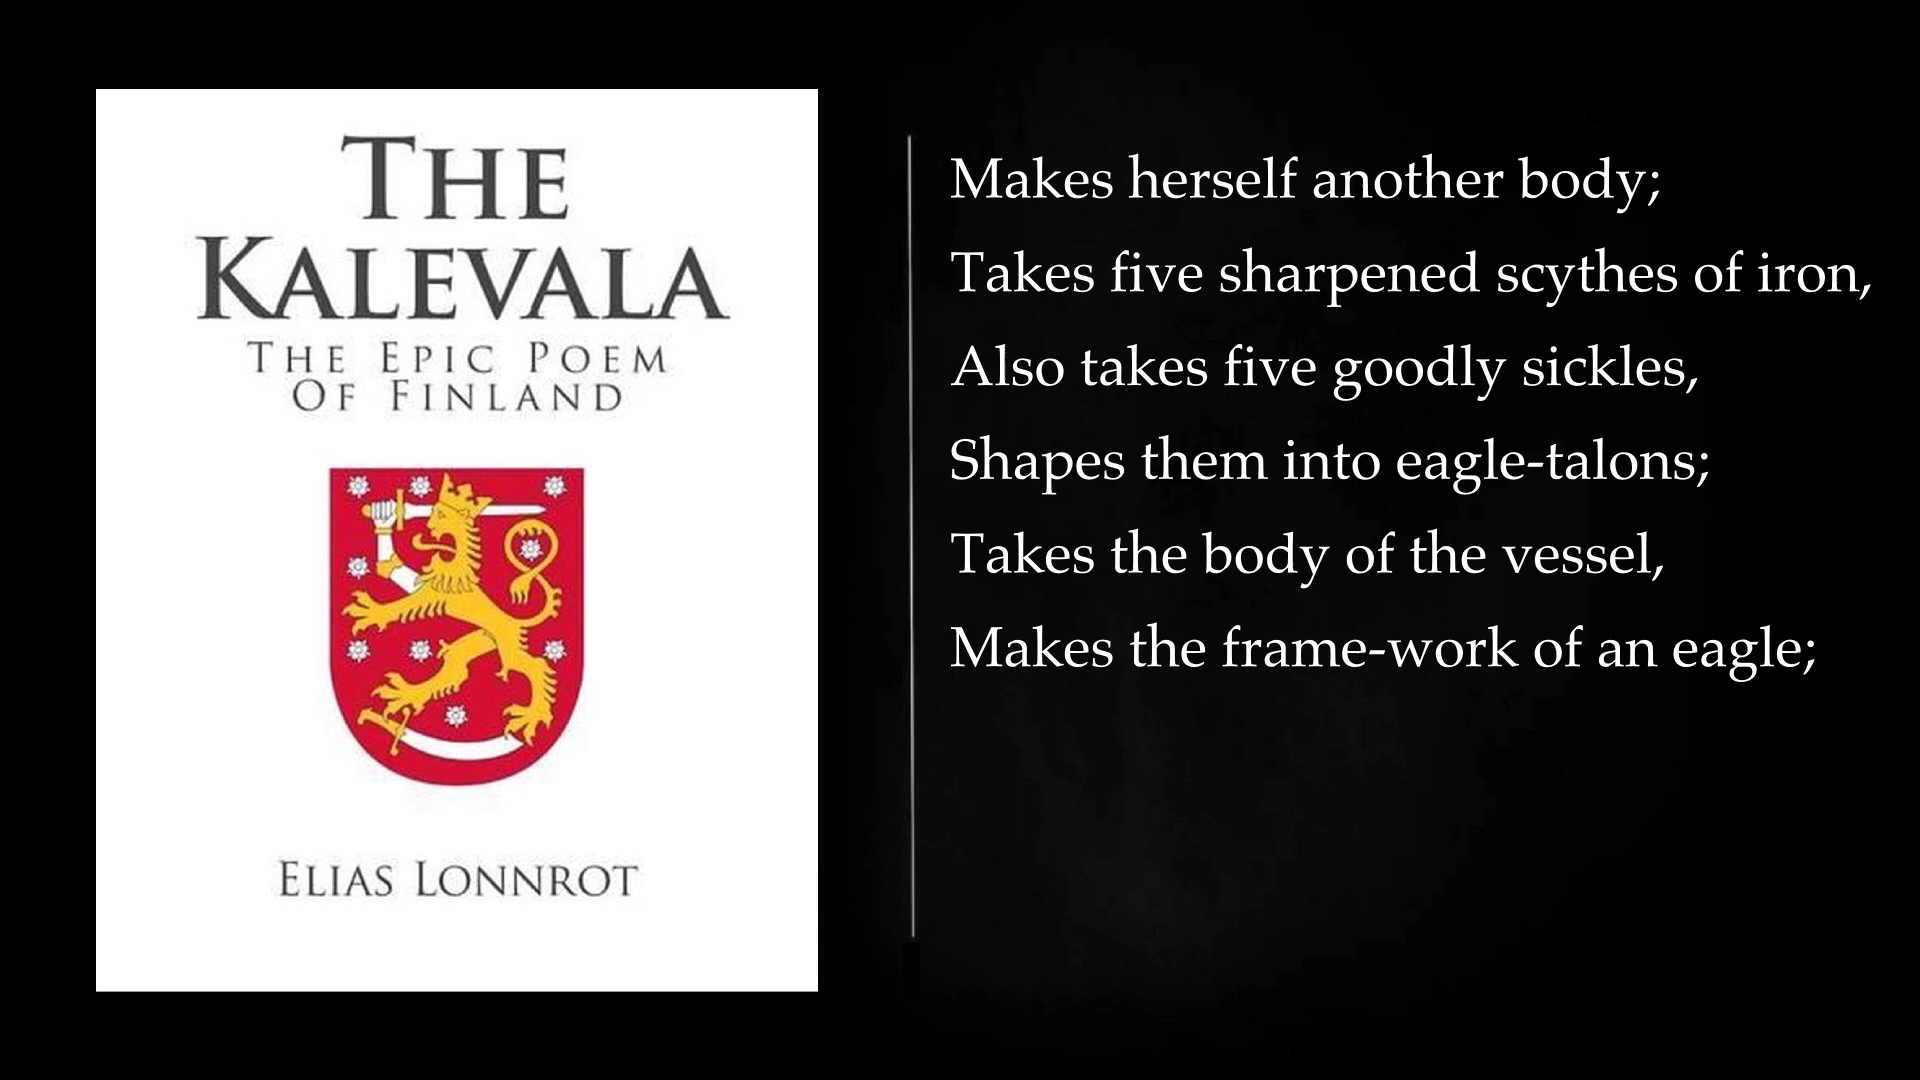 THE
KALEVALA
THE EPIC POEM
OF FINLAND
ELIAS LONNROT
Makes herself another body;
Takes five sharpened scythes of iron,
Also takes five goodly sickles,
Shapes them into eagle-talons;
Takes the body of the vessel,
Makes the frame-work of an eagle;